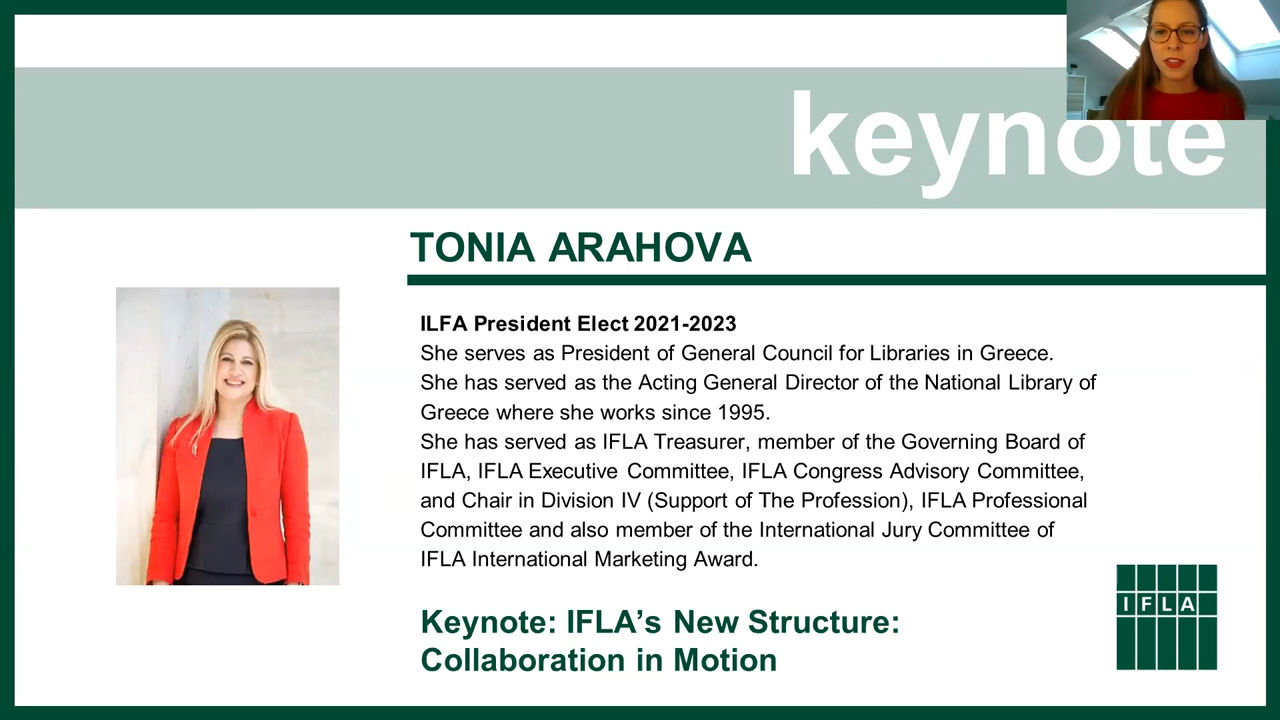 keynote
TONIA ARAHOVA
ILFA President Elect 2021-2023
She serves as President of General Council for Libraries in Greece.
She has served as the Acting General Director of the National Library of
Greece where she works since 1995.
She has served as IFLA Treasurer, member of the Governing Board of
IFLA, IFLA Executive Committee, IFLA Congress Advisory Committee,
and Chair in Division IV (Support of The Profession), IFLA Professional
Committee and also member of the International Jury Committee of
IFLA International Marketing Award.
IFLA
Keynote: IFLA’s New Structure:
Collaboration in Motion